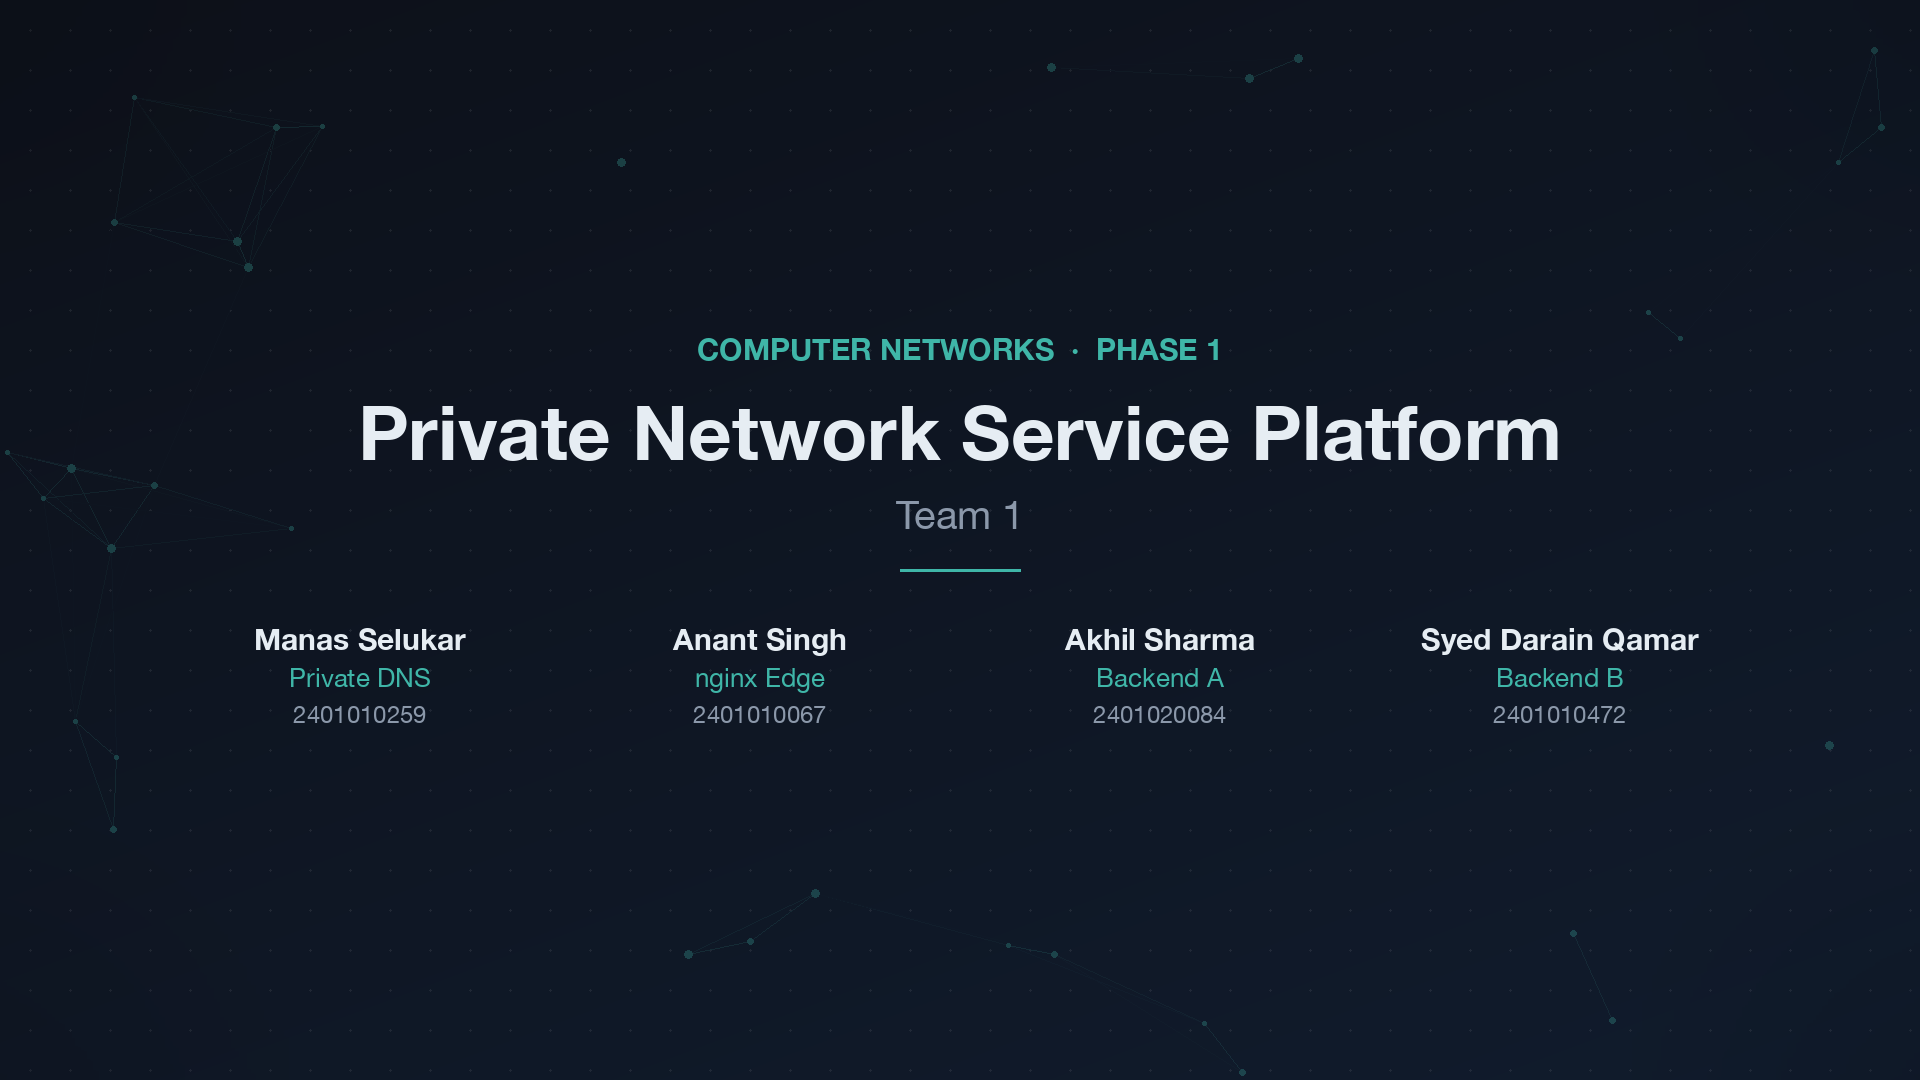 COMPUTER NETWORKS · PHASE 1
Private Network Service Platform
Team 1
Manas Selukar
Private DNS
2401010259
Anant Singh
nginx Edge
2401010067
Akhil Sharma
Backend A
2401020084
Syed Darain Qamar
Backend B
2401010472